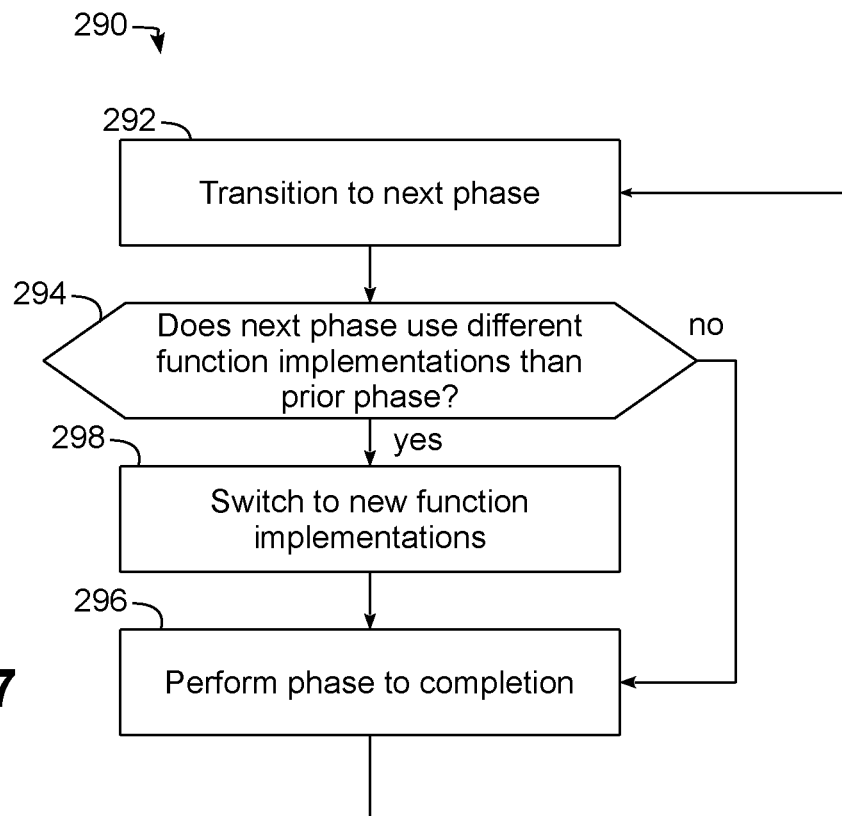 290
292
Transition to next phase
294
Does next phase use different
function implementations than
prior phase?
no
yes
298
Switch to new function
implementations
296
Perform phase to completion
7